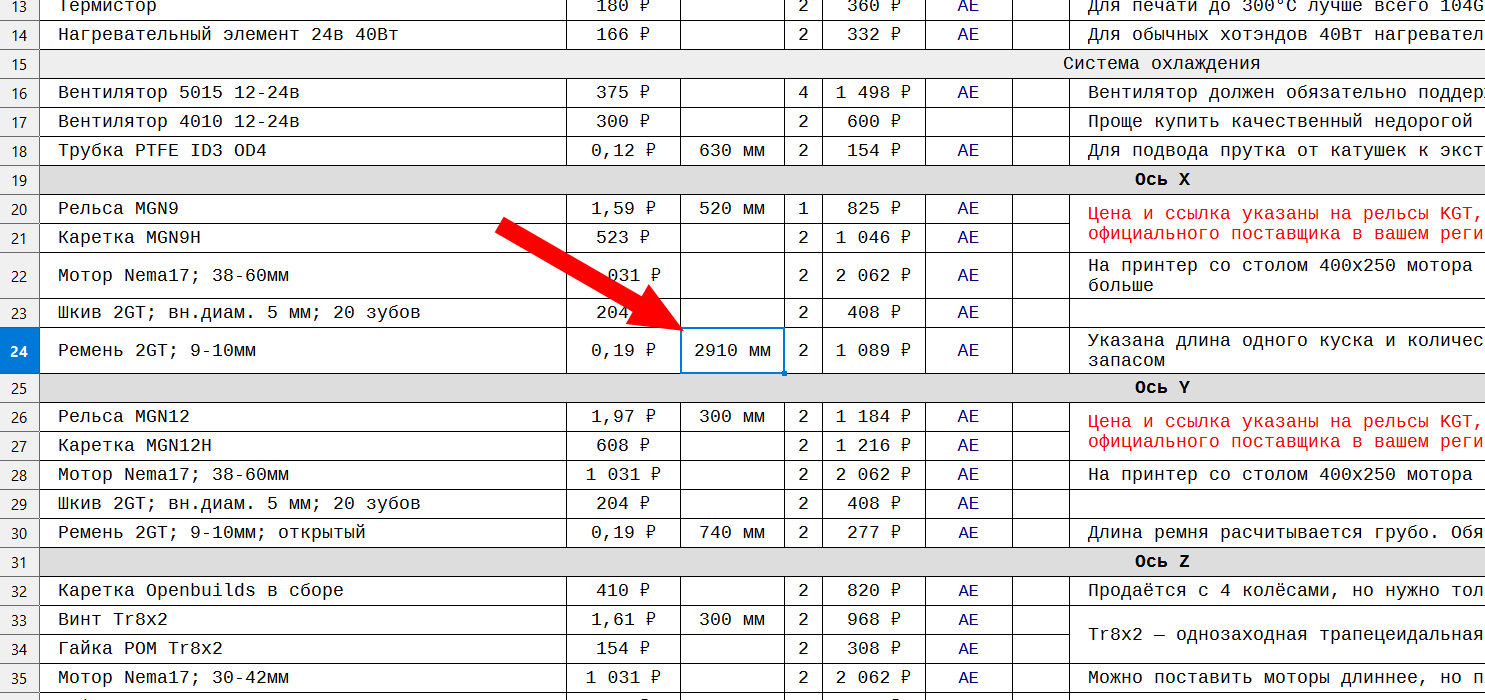 13 Термистор 180 ₽ 2 360 ₽ AE Для печати до 300°C лучше всего 104G
14 Нагревательный элемент 24в 40Вт 166 ₽ 2 332 ₽ AE Для обычных хотэндов 40Вт нагревател
15 Система охлаждения
16 Вентилятор 5015 12-24в 375 ₽ 4 1 498 ₽ AE Вентилятор должен обязательно поддер
17 Вентилятор 4010 12-24в 300 ₽ 2 600 ₽ Проще купить качественный недорогой
18 Трубка PTFE ID3 OD4 0,12 ₽ 630 мм 2 154 ₽ AE Для подвода прутка от катушек к экст
19 Ось X
20 Рельса MGN9 1,59 ₽ 520 мм 1 825 ₽ AE Цена и ссылка указаны на рельсы KGT,
21 Каретка MGN9H 523 ₽ 2 1 046 ₽ AE официального поставщика в вашем реги
22 Мотор Nema17; 38-60мм 031 ₽ 2 2 062 ₽ AE На принтер со столом 400x250 мотора
больше
23 Шкив 2GT; вн.диам. 5 мм; 20 зубов 204 2 408 ₽ AE
24 Ремень 2GT; 9-10мм 0,19 ₽ 2910 мм 2 1 089 ₽ AE Указана длина одного куска и количес
запасом
25 Ось Y
26 Рельса MGN12 1,97 ₽ 300 мм 2 1 184 ₽ AE Цена и ссылка указаны на рельсы KGT,
27 Каретка MGN12H 608 ₽ 2 1 216 ₽ AE официального поставщика в вашем реги
28 Мотор Nema17; 38-60мм 1 031 ₽ 2 2 062 ₽ AE На принтер со столом 400x250 мотора
29 Шкив 2GT; вн.диам. 5 мм; 20 зубов 204 ₽ 2 408 ₽ AE
30 Ремень 2GT; 9-10мм; открытый 0,19 ₽ 740 мм 2 277 ₽ AE Длина ремня расчитывается грубо. Обя
31 Ось Z
32 Каретка Openbuilds в сборе 410 ₽ 2 820 ₽ AE Продаётся с 4 колёсами, но нужно тол
33 Винт Tr8x2 1,61 ₽ 300 мм 2 968 ₽ AE Tr8x2 — однозаходная трапецеидальная
34 Гайка POM Tr8x2 154 ₽ 2 308 ₽ AE
35 Мотор Nema17; 30-42мм 1 031 ₽ 2 2 062 ₽ AE Можно поставить моторы длиннее, но п